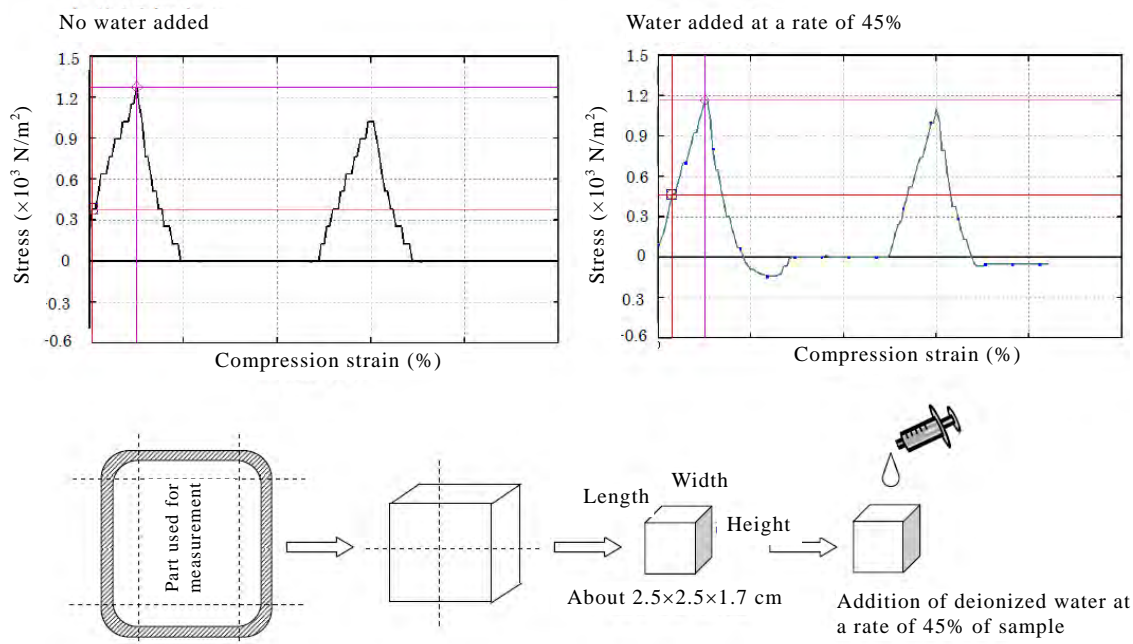 No water added
Water added at a rate of 45%
Stress (×10³ N/m²)
1.5
1.2
0.9
0.6
0.3
0
-0.3
-0.6
Compression strain (%)
Stress (×10³ N/m²)
1.5
1.2
0.9
0.6
0.3
0
0.3
-0.6
Compression strain (%)
Part used for
measurement
Length
Width
Height
About 2.5×2.5×1.7 cm
Addition of deionized water at
a rate of 45% of sample